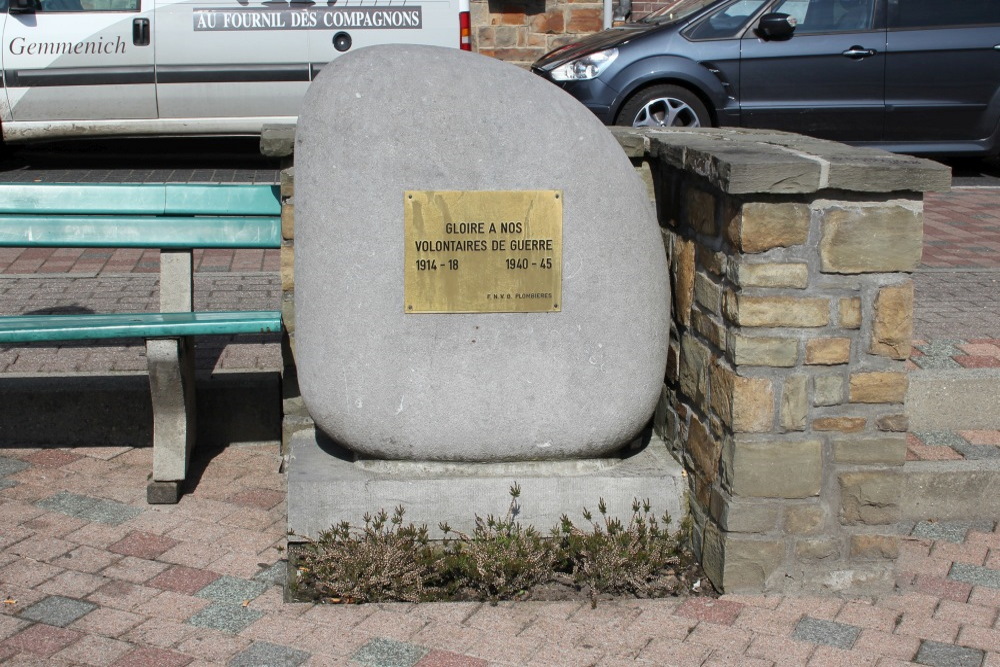 AU FOURNIL DES COMPAGNONS
Gemmenich
GLOIRE A NOS
VOLONTAIRES DE GUERRE
1914 - 18 1940 - 45
F.N.V.G. PLOMBIERES